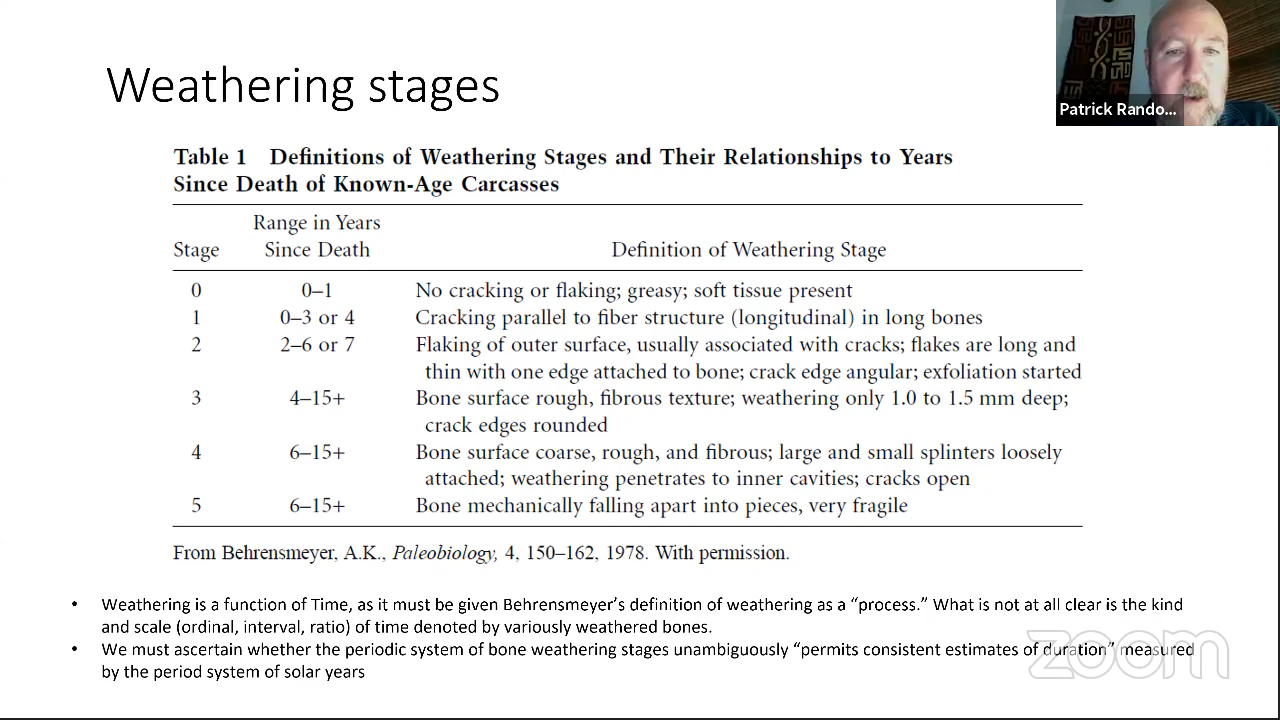 Weathering stages
Patrick Rando...
Table 1 Definitions of Weathering Stages and Their Relationships to Years
Since Death of Known-Age Carcasses
Range in Years
Stage Since Death Definition of Weathering Stage
0 0–1 No cracking or flaking; greasy; soft tissue present
1 0–3 or 4 Cracking parallel to fiber structure (longitudinal) in long bones
2 2–6 or 7 Flaking of outer surface, usually associated with cracks; flakes are long and
thin with one edge attached to bone; crack edge angular; exfoliation started
3 4–15+ Bone surface rough, fibrous texture; weathering only 1.0 to 1.5 mm deep;
crack edges rounded
4 6–15+ Bone surface coarse, rough, and fibrous; large and small splinters loosely
attached; weathering penetrates to inner cavities; cracks open
5 6–15+ Bone mechanically falling apart into pieces, very fragile
From Behrensmeyer, A.K., Paleobiology, 4, 150–162, 1978. With permission.
• Weathering is a function of Time, as it must be given Behrensmeyer's definition of weathering as a “process.” What is not at all clear is the kind
and scale (ordinal, interval, ratio) of time denoted by variously weathered bones.
• We must ascertain whether the periodic system of bone weathering stages unambiguously “permits consistent estimates of duration” measured
by the period system of solar years
zoom